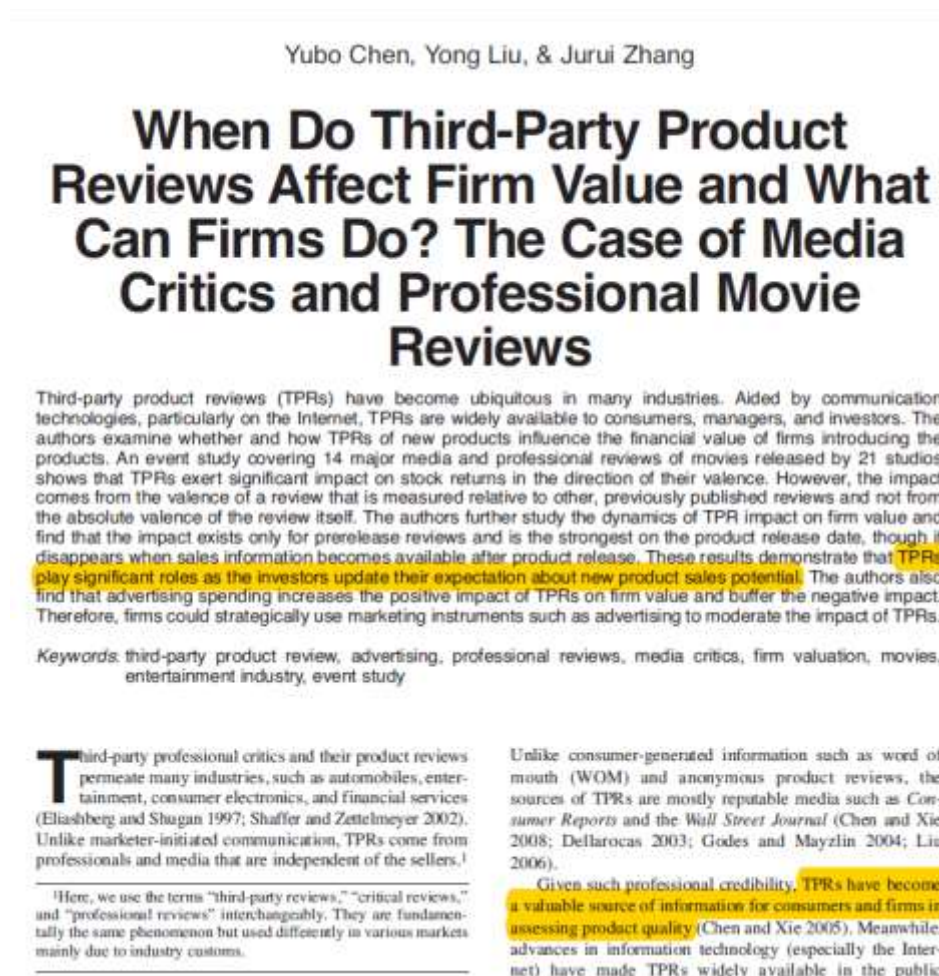 Yubo Chen, Yong Liu, & Jurui Zhang
When Do Third-Party Product
Reviews Affect Firm Value and What
Can Firms Do? The Case of Media
Critics and Professional Movie
Reviews
Third-party product reviews (TPRs) have become ubiquitous in many industries. Aided by communication
technologies, particularly on the Internet, TPRs are widely available to consumers, managers, and investors. The
authors examine whether and how TPRs of new products influence the financial value of firms introducing the
products. An event study covering 14 major media and professional reviews of movies released by 21 studios
shows that TPRs exert significant impact on stock returns in the direction of their valence. However, the impact
comes from the valence of a review that is measured relative to other, previously published reviews and not from
the absolute valence of the review itself. The authors further study the dynamics of TPR impact on firm value and
find that the impact exists only for prerelease reviews and is the strongest on the product release date, though it
disappears when sales information becomes available after product release. These results demonstrate that TPRs
play significant roles as the investors update their expectation about new product sales potential. The authors also
find that advertising spending increases the positive impact of TPRs on firm value and buffer the negative impact.
Therefore, firms could strategically use marketing instruments such as advertising to moderate the impact of TPRs.
Keywords: third-party product review, advertising, professional reviews, media critics, firm valuation, movies,
entertainment industry, event study
Third-party professional critics and their product reviews
permeate many industries, such as automobiles, enter-
tainment, consumer electronics, and financial services
(Eliashberg and Shugan 1997; Shaffer and Zettelmeyer 2002).
Unlike marketer-initiated communication, TPRs come from
professionals and media that are independent of the sellers.¹
¹Here, we use the terms "third-party reviews," "critical reviews,"
and "professional reviews" interchangeably. They are fundamen-
tally the same phenomenon but used differently in various markets
mainly due to industry customs.
Unlike consumer-generated information such as word of
mouth (WOM) and anonymous product reviews, the
sources of TPRs are mostly reputable media such as Con-
sumer Reports and the Wall Street Journal (Chen and Xie
2008; Dellarocas 2003; Godes and Mayzlin 2004; Liu
2006).
Given such professional credibility, TPRs have become
a valuable source of information for consumers and firms in
assessing product quality (Chen and Xie 2005). Meanwhile,
advances in information technology (especially the Inter-
net) have made TPRs widely available in the public